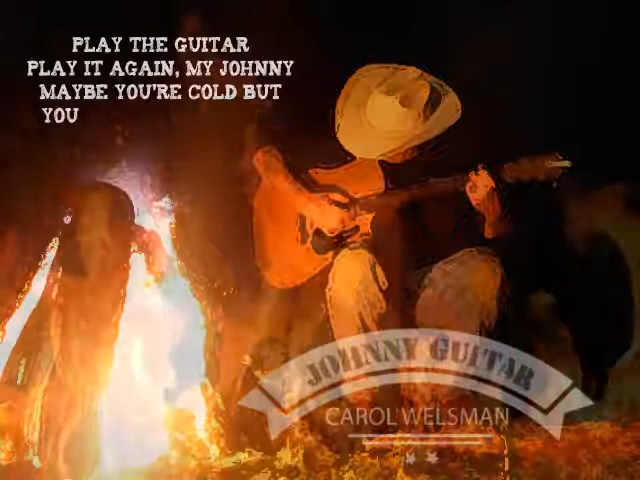 PLAY THE GUITAR
PLAY IT AGAIN, MY JOHNNY
MAYBE YOU'RE COLD BUT
YOU
JOHNNY GUITAR
CAROL WELSMAN